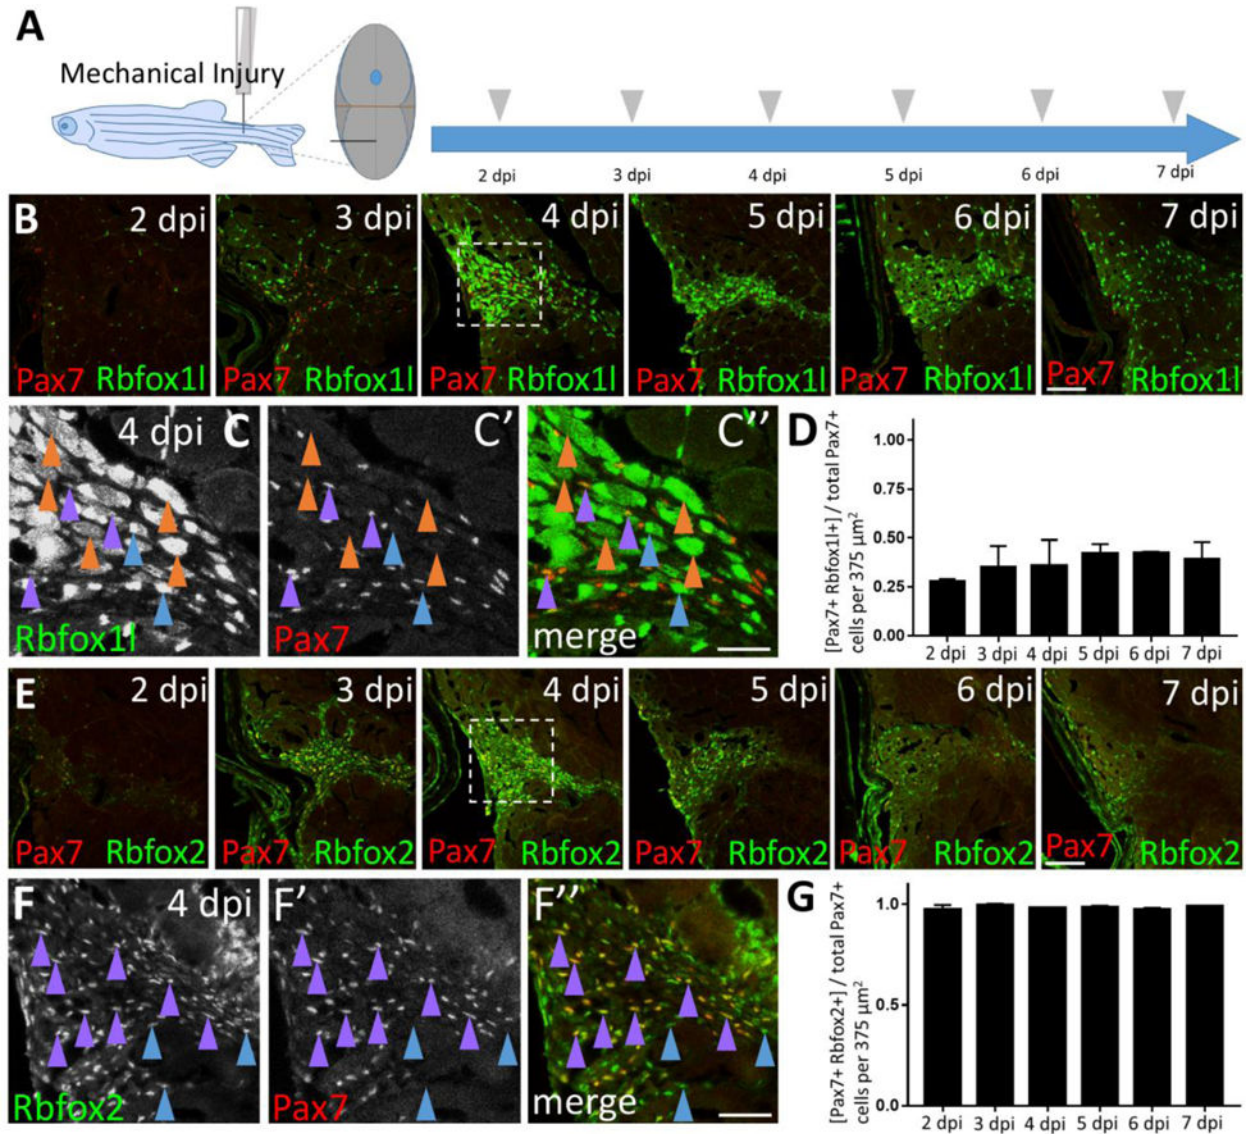 A
Mechanical Injury
2 dpi 3 dpi 4 dpi 5 dpi 6 dpi 7 dpi
B 2 dpi 3 dpi 4 dpi 5 dpi 6 dpi 7 dpi
Pax7 Rbfox1l Pax7 Rbfox1l Pax7 Rbfox1l Pax7 Rbfox1l Pax7 Rbfox1l Pax7 Rbfox1l
4 dpi C C’ C’’
Rbfox1l Pax7 merge
D
[Pax7+ Rbfox1l+] / total Pax7+
cells per 375 μm²
1.00
0.75
0.50
0.25
0.00
2 dpi 3 dpi 4 dpi 5 dpi 6 dpi 7 dpi
E 2 dpi 3 dpi 4 dpi 5 dpi 6 dpi 7 dpi
Pax7 Rbfox2 Pax7 Rbfox2 Pax7 Rbfox2 Pax7 Rbfox2 Pax7 Rbfox2 Pax7 Rbfox2
F 4 dpi F’ F’’
Rbfox2 Pax7 merge
G
[Pax7+ Rbfox2+] / total Pax7+
cells per 375 μm²
1.0
0.5
0.0
2 dpi 3 dpi 4 dpi 5 dpi 6 dpi 7 dpi